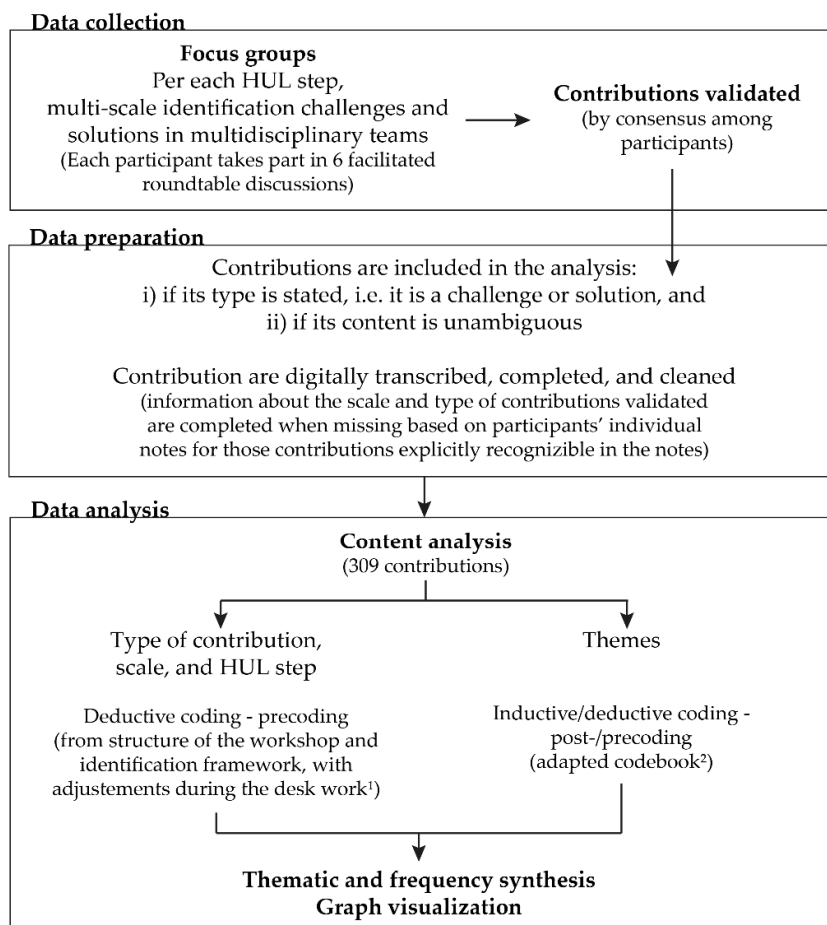 Data collection
Focus groups
Per each HUL step,
multi-scale identification challenges and
solutions in multidisciplinary teams
(Each participant takes part in 6 facilitated
roundtable discussions)
Contributions validated
(by consensus among
participants)
Data preparation
Contributions are included in the analysis:
i) if its type is stated, i.e. it is a challenge or solution, and
ii) if its content is unambiguous
Contribution are digitally transcribed, completed, and cleaned
(information about the scale and type of contributions validated
are completed when missing based on participants' individual
notes for those contributions explicitly recognizible in the notes)
Data analysis
Content analysis
(309 contributions)
Type of contribution,
scale, and HUL step
Deductive coding - precoding
(from structure of the workshop and
identification framework, with
adjustements during the desk work¹)
Themes
Inductive/deductive coding -
post-/precoding
(adapted codebook²)
Thematic and frequency synthesis
Graph visualization